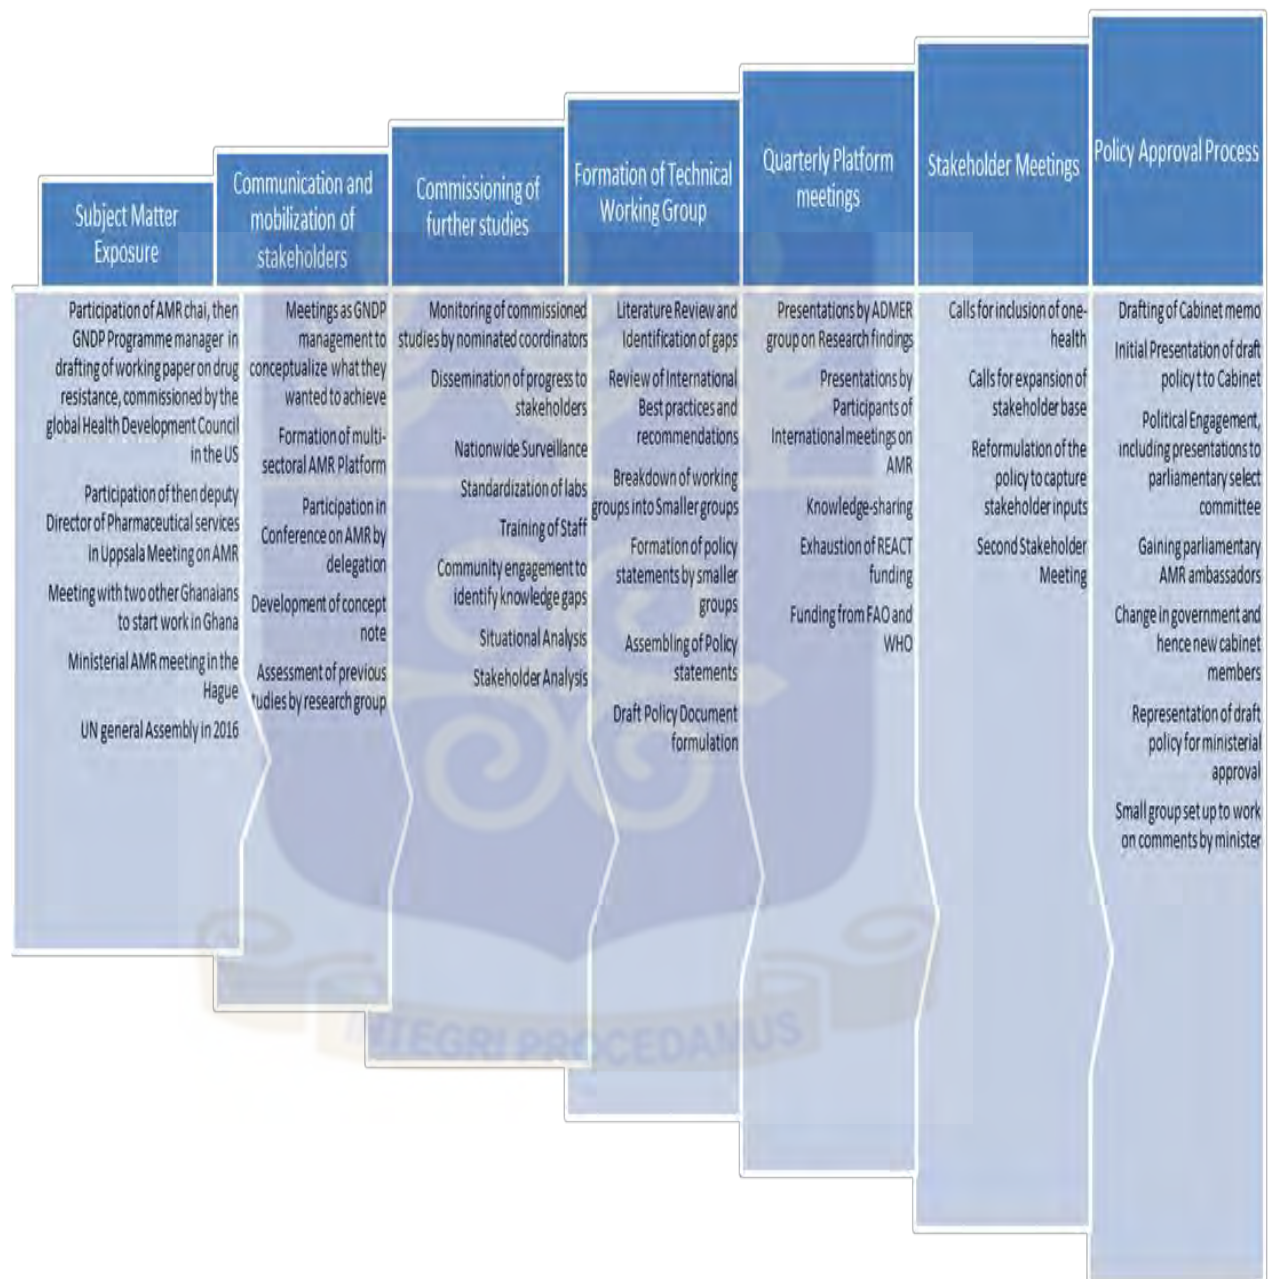 Subject Matter
Exposure
Participation of AMR chai, then
GNDP Programme manager in
drafting of working paper on drug
resistance, commissioned by the
global Health Development Council
in the US
Participation of then deputy
Director of Pharmaceutical services
in Uppsala Meeting on AMR
Meeting with two other Ghanaians
to start work in Ghana
Ministerial AMR meeting in the
Hague
UN general Assembly in 2016
Communication and
mobilization of
stakeholders
Meetings as GNDP
management to
conceptualize what they
wanted to achieve
Formation of multi-
sectoral AMR Platform
Participation in
Conference on AMR by
delegation
Development of concept
note
Assessment of previous
tudies by research group
Commissioning of
further studies
Monitoring of commissioned
studies by nominated coordinators
Dissemination of progress to
stakeholders
Nationwide Surveillance
Standardization of labs
Training of Staff
Community engagement to
identify knowledge gaps
Situational Analysis
Stakeholder Analysis
Formation of Technical
Working Group
Literature Review and
Identification of gaps
Review of International
Best practices and
recommendations
Breakdown of working
groups into Smaller groups
Formation of policy
statements by smaller
groups
Assembling of Policy
statements
Draft Policy Document
formulation
Quarterly Platform
meetings
Presentations by ADMER
group on Research findings
Presentations by
Participants of
International meetings on
AMR
Knowledge-sharing
Exhaustion of REACT
funding
Funding from FAO and
WHO
Stakeholder Meetings
Calls for inclusion of one-
health
Calls for expansion of
stakeholder base
Reformulation of the
policy to capture
stakeholder inputs
Second Stakeholder
Meeting
Policy Approval Process
Drafting of Cabinet memo
Initial Presentation of draft
policy t to Cabinet
Political Engagement,
including presentations to
parliamentary select
committee
Gaining parliamentary
AMR ambassadors
Change in government and
hence new cabinet
members
Representation of draft
policy for ministerial
approval
Small group set up to work
on comments by minister
INTEGRI PROCEDAMUS